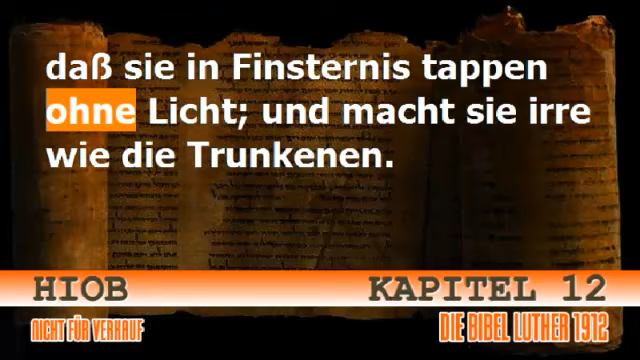 daß sie in Finsternis tappen
ohne Licht; und macht sie irre
wie die Trunkenen.
HIOB KAPITEL 12
NICHT FÜR VERKAUF DIE BIBEL LUTHER 1912